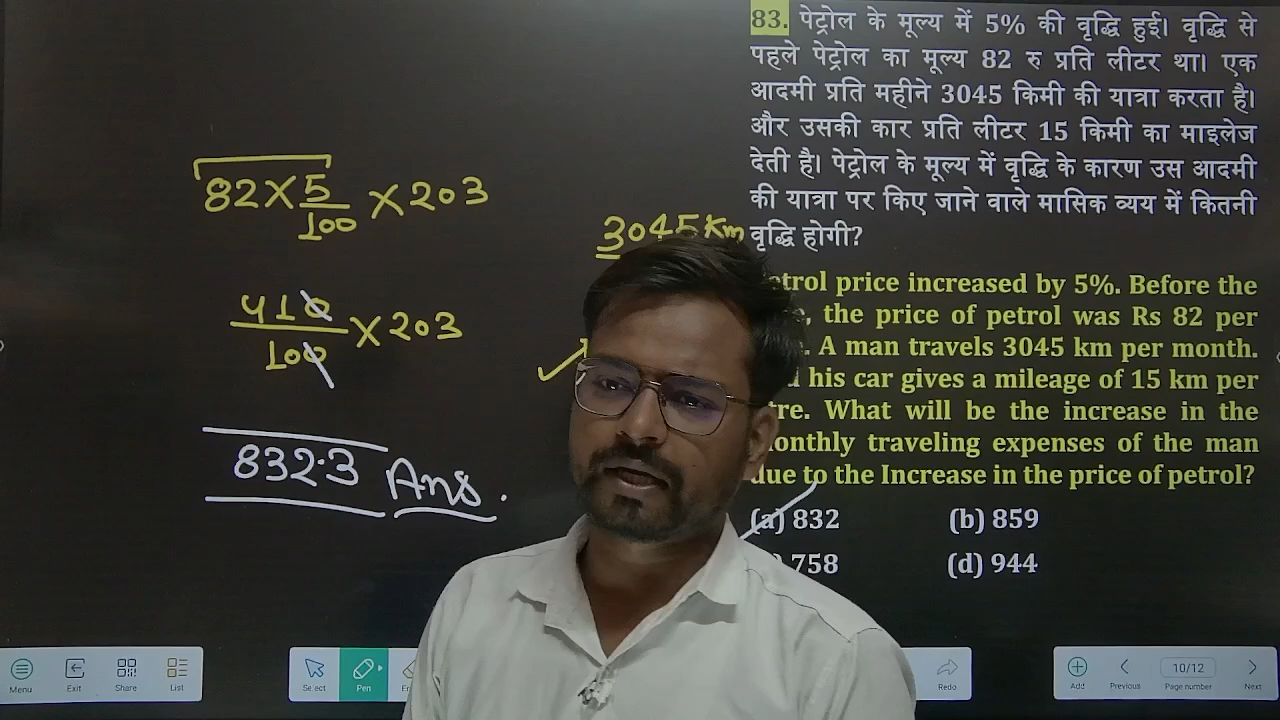 83. पेट्रोल के मूल्य में 5% की वृद्धि हुई। वृद्धि से
पहले पेट्रोल का मूल्य 82 रु प्रति लीटर था। एक
आदमी प्रति महीने 3045 किमी की यात्रा करता है।
और उसकी कार प्रति लीटर 15 किमी का माइलेज
देती है। पेट्रोल के मूल्य में वृद्धि के कारण उस आदमी
की यात्रा पर किए जाने वाले मासिक व्यय में कितनी
वृद्धि होगी?
price increased by 5%. Before the
the price of petrol was Rs 82 per
A man travels 3045 km per month.
his car gives a mileage of 15 km per
What will be the increase in the
traveling expenses of the man
due to the Increase in the price of petrol?
(a) 832 (b) 859
758 (d) 944
82 × 5/100 × 203
410/100 × 203
832.3 Ans.
3045 Km
Menu Exit Share List
Select Pen
Redo
Add Previous 10/12 Page number Next